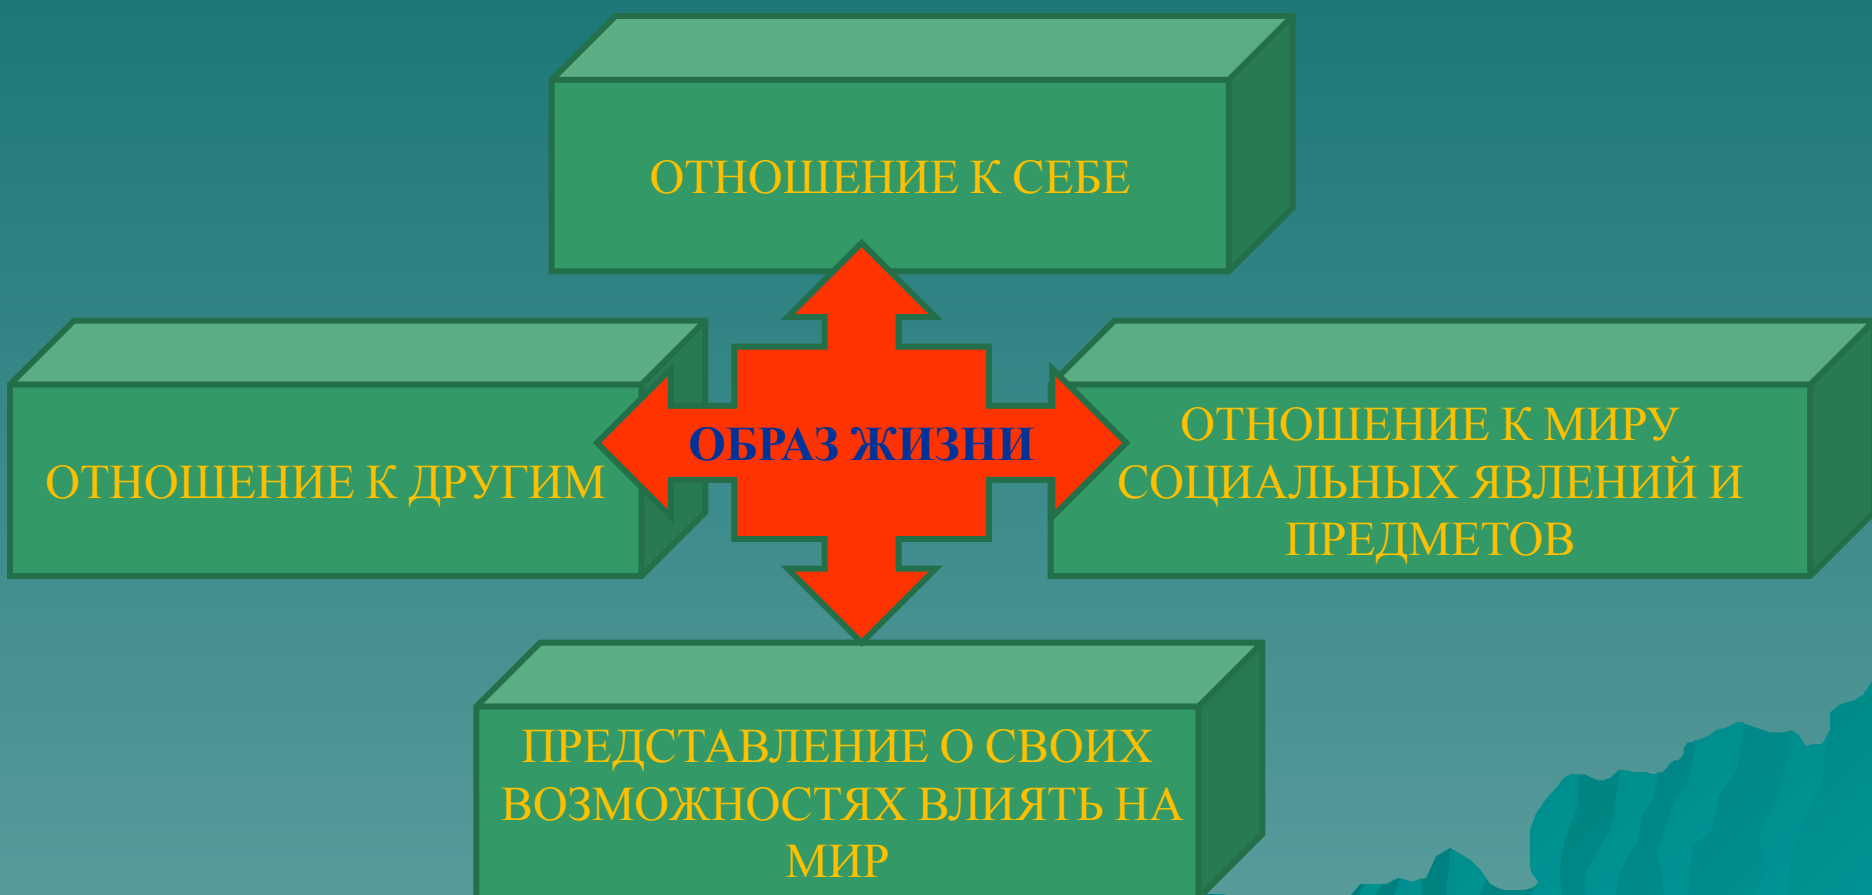 ОТНОШЕНИЕ К СЕБЕ
ОТНОШЕНИЕ К ДРУГИМ
ОБРАЗ ЖИЗНИ
ОТНОШЕНИЕ К МИРУ
СОЦИАЛЬНЫХ ЯВЛЕНИЙ И
ПРЕДМЕТОВ
ПРЕДСТАВЛЕНИЕ О СВОИХ
ВОЗМОЖНОСТЯХ ВЛИЯТЬ НА
МИР